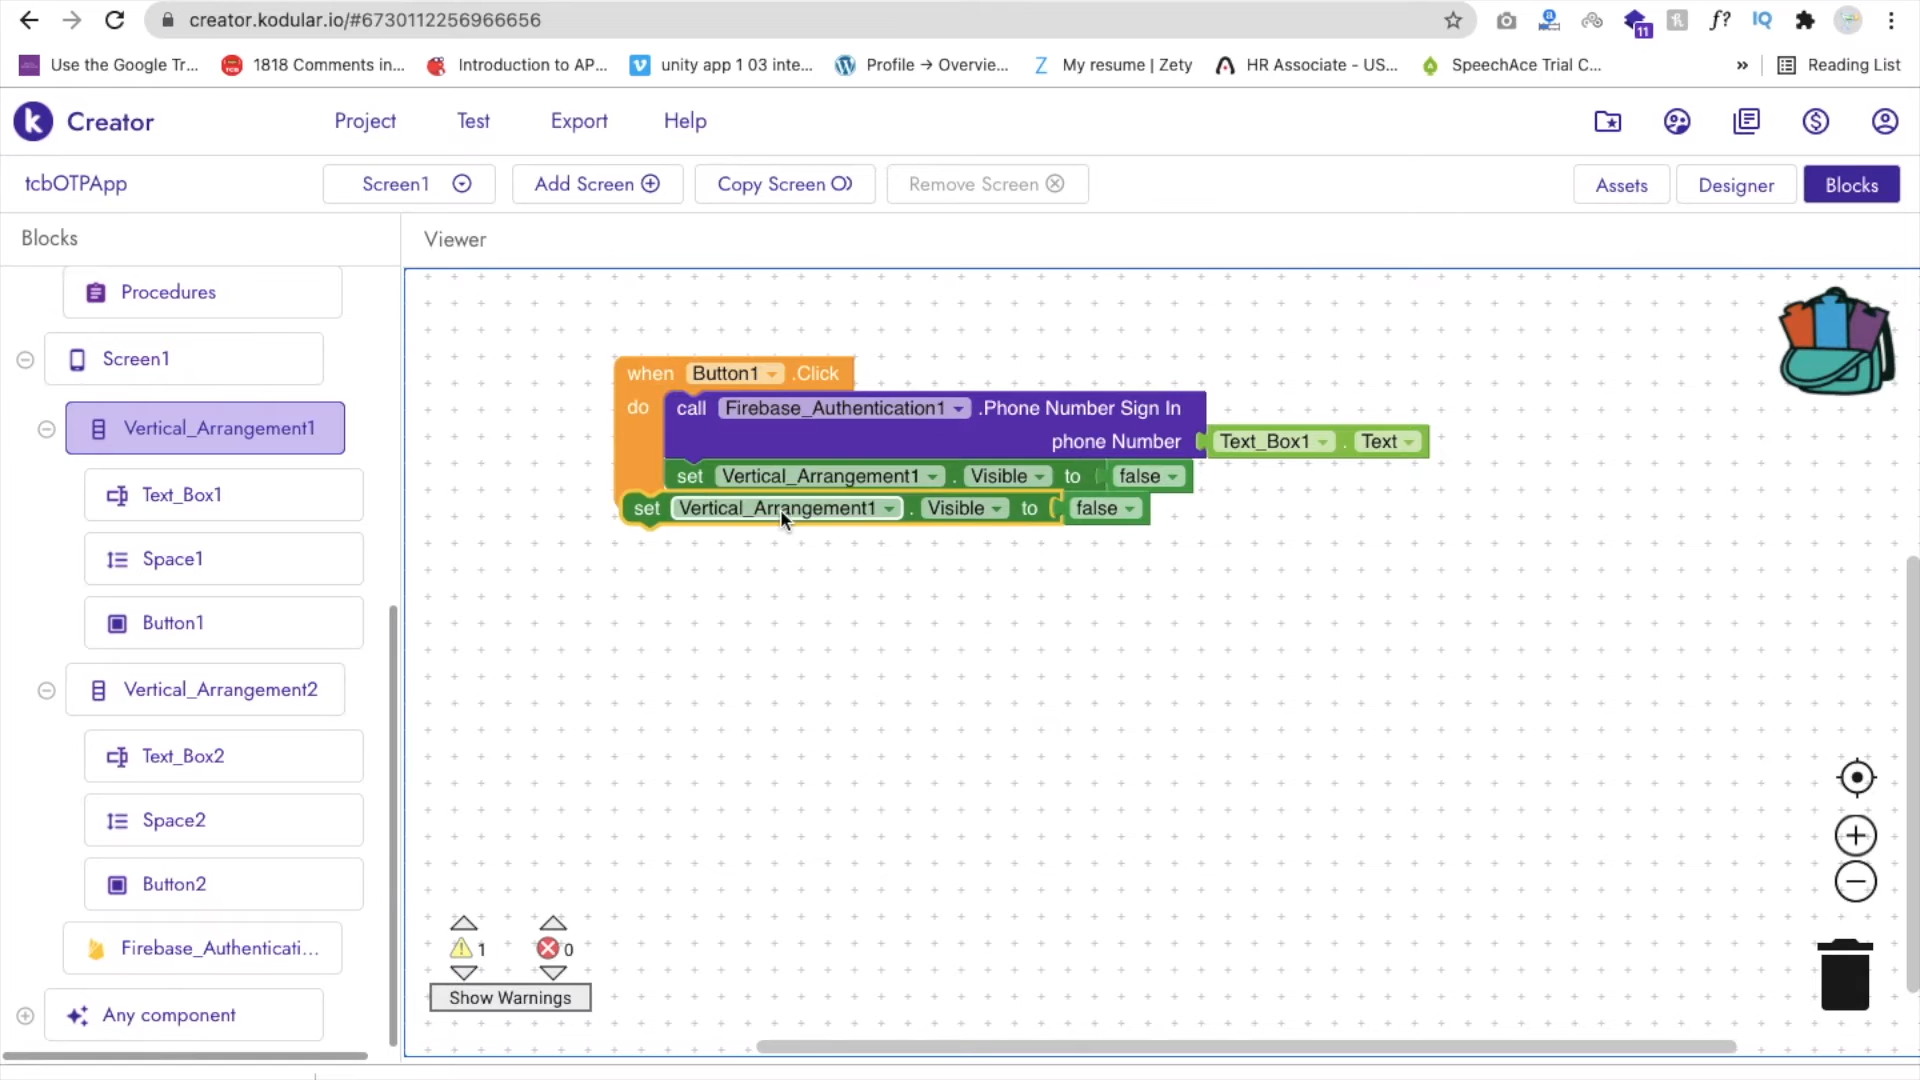 creator.kodular.io/#6730112256966656
11
f?
IQ
Use the Google Tr...
1818 Comments in...
Introduction to AP...
unity app 1 03 inte...
Profile → Overvie...
My resume | Zety
HR Associate - US...
SpeechAce Trial C...
»
Reading List
k Creator
Project
Test
Export
Help
tcbOTPApp
Screen1
Add Screen
Copy Screen
Remove Screen
Assets
Designer
Blocks
Blocks
Viewer
Procedures
Screen1
Vertical_Arrangement1
Text_Box1
Space1
Button1
Vertical_Arrangement2
Text_Box2
Space2
Button2
Firebase_Authenticati...
Any component
when Button1 .Click
do call Firebase_Authentication1 .Phone Number Sign In
phone Number Text_Box1 . Text
set Vertical_Arrangement1 . Visible to false
set Vertical_Arrangement1 . Visible to false
1 0
Show Warnings